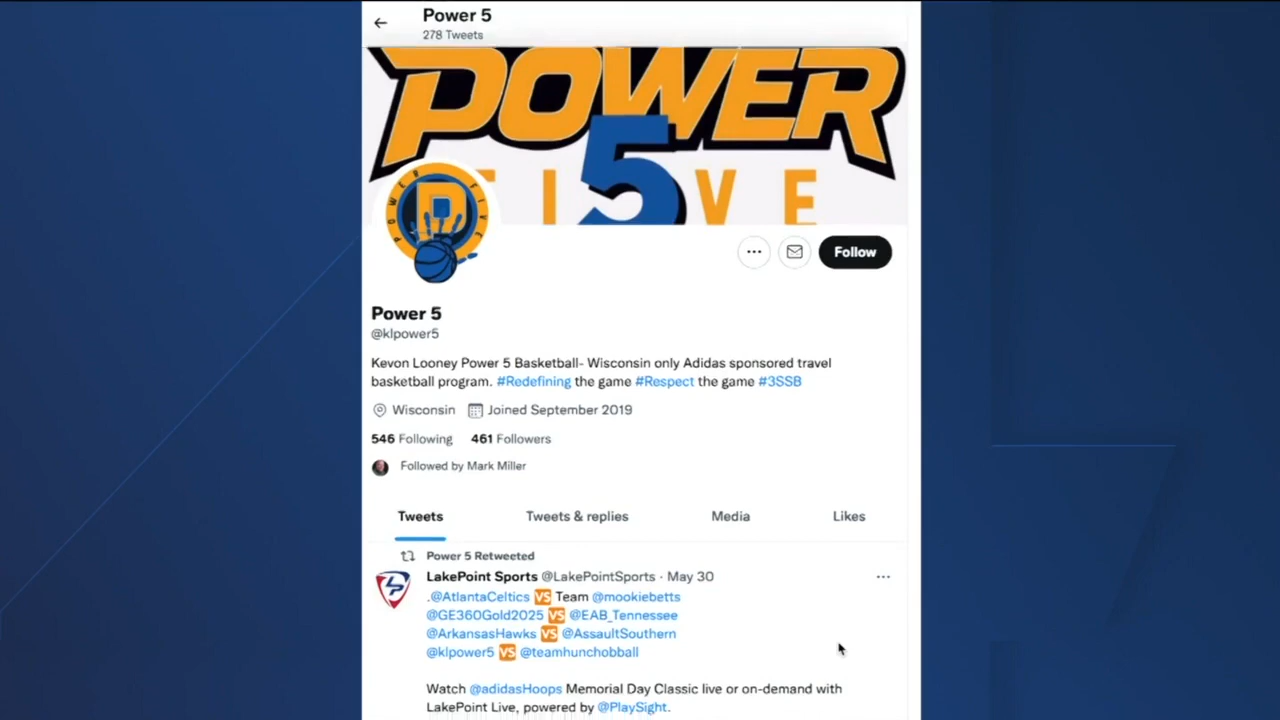 Power 5
278 Tweets
POWER
5
FIVE
POWER FIVE
Follow
Power 5
@klpower5
Kevon Looney Power 5 Basketball- Wisconsin only Adidas sponsored travel
basketball program. #Redefining the game #Respect the game #3SSB
Wisconsin Joined September 2019
546 Following 461 Followers
Followed by Mark Miller
Tweets Tweets & replies Media Likes
Power 5 Retweeted
LakePoint Sports @LakePointSports · May 30
.@AtlantaCeltics VS Team @mookiebetts
@GE360Gold2025 VS @EAB_Tennessee
@ArkansasHawks VS @AssaultSouthern
@klpower5 VS @teamhunchobball
Watch @adidasHoops Memorial Day Classic live or on-demand with
LakePoint Live, powered by @PlaySight.